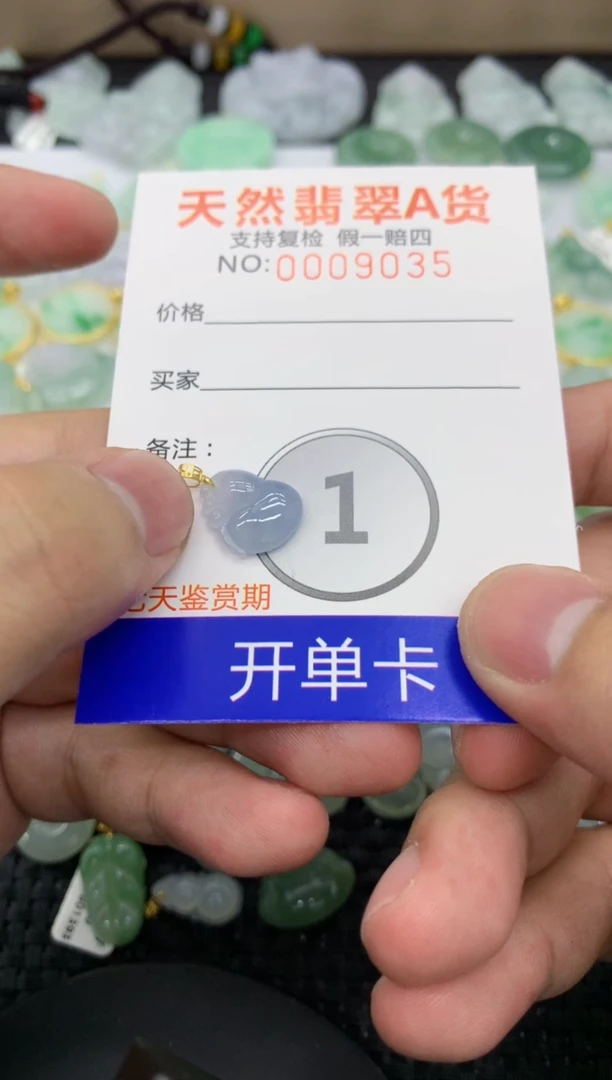 天然翡翠A货
支持复检 假一赔四
NO:0009035
价格
买家
备注：
1
天鉴赏期
开单卡